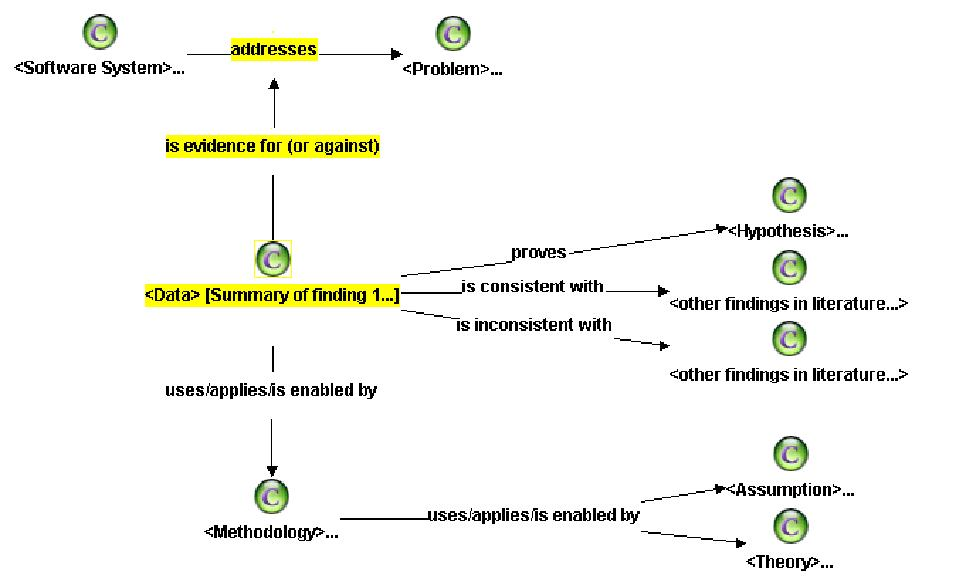 C
C
addresses
<Software System>...
<Problem>...
is evidence for (or against)
C
<Hypothesis>...
C
proves
C
<Data> [Summary of finding 1...]
is consistent with
<other findings in literature...>
is inconsistent with
C
<other findings in literature...>
uses/applies/is enabled by
C
<Assumption>...
C
<Methodology>...
uses/applies/is enabled by
C
<Theory>...